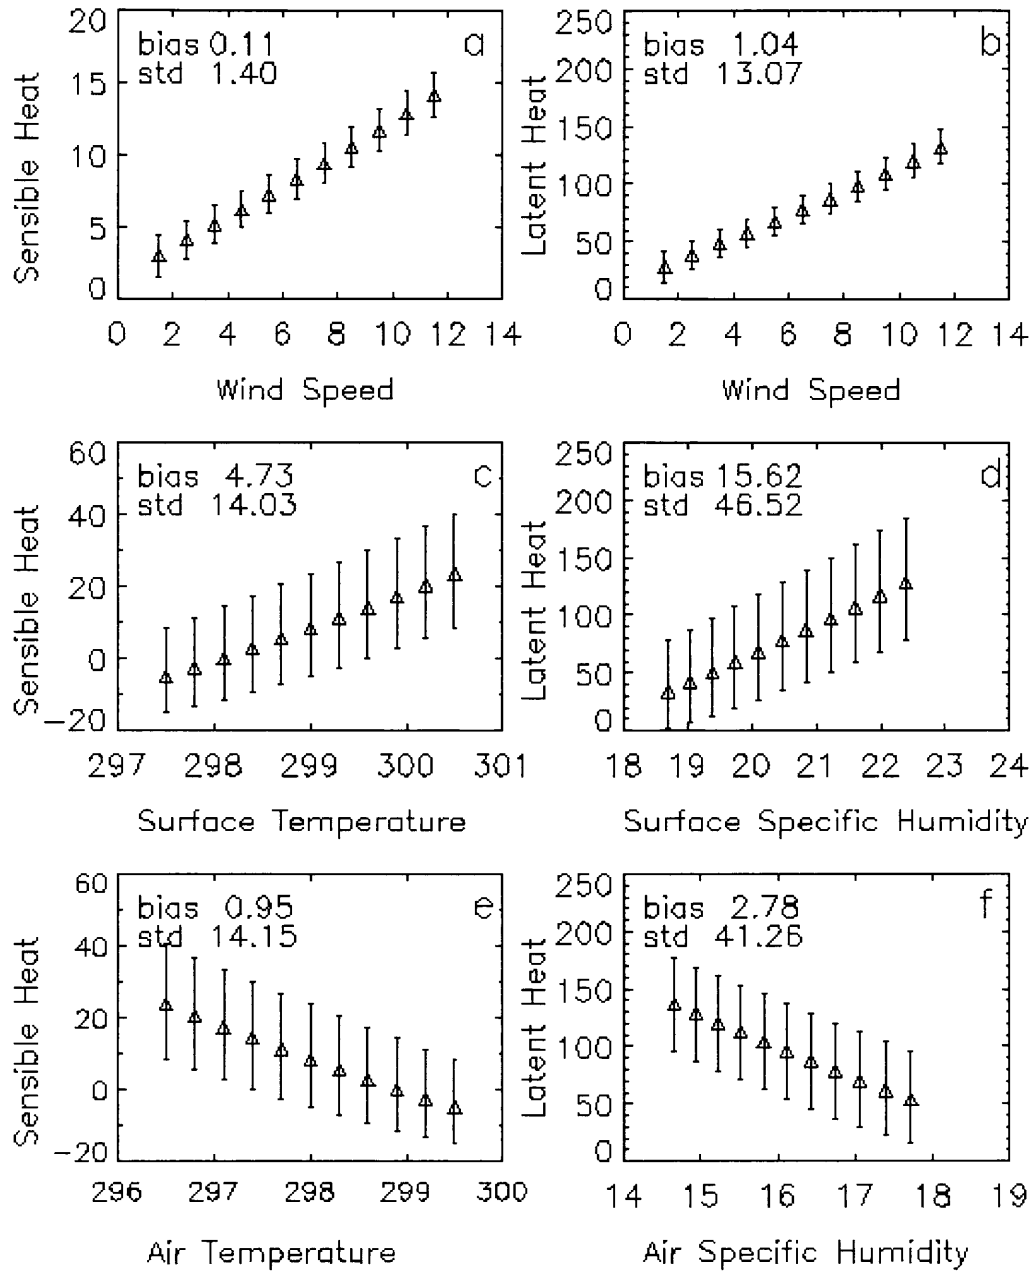 20
15
10
5
0
Sensible Heat
bias 0.11
std 1.40
a
0 2 4 6 8 10 12 14
Wind Speed
250
200
150
100
50
0
Latent Heat
bias 1.04
std 13.07
b
0 2 4 6 8 10 12 14
Wind Speed
60
40
20
0
-20
Sensible Heat
bias 4.73
std 14.03
c
297 298 299 300 301
Surface Temperature
250
200
150
100
50
0
Latent Heat
bias 15.62
std 46.52
d
18 19 20 21 22 23 24
Surface Specific Humidity
60
40
20
0
-20
Sensible Heat
bias 0.95
std 14.15
e
296 297 298 299 300
Air Temperature
250
200
150
100
50
0
Latent Heat
bias 2.78
std 41.26
f
14 15 16 17 18 19
Air Specific Humidity